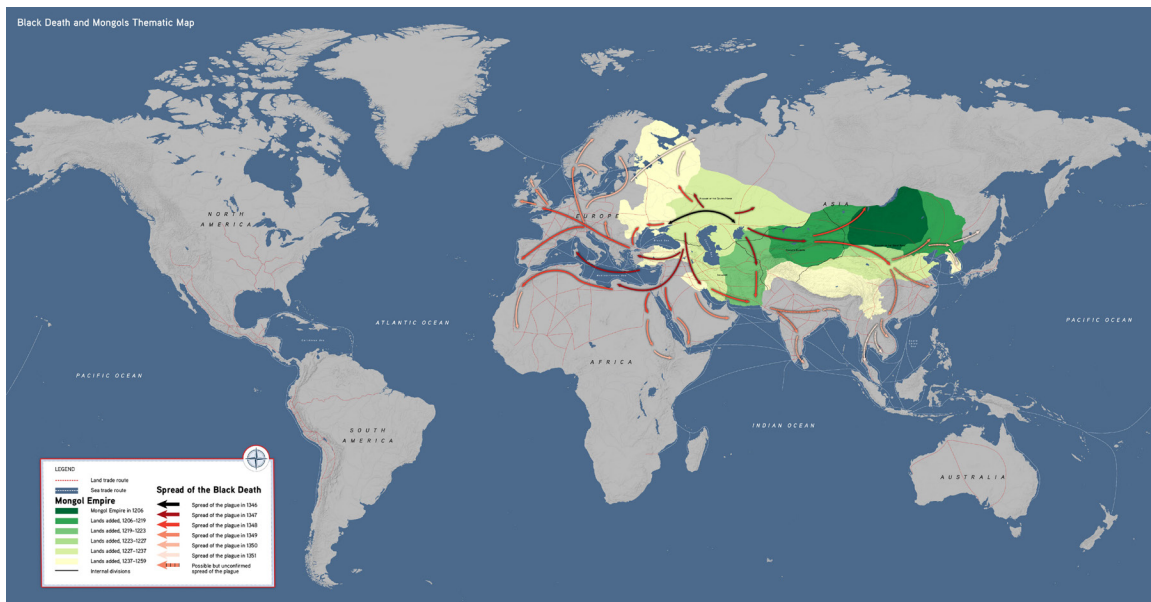 Black Death and Mongols Thematic Map
NORTH
AMERICA
EUROPE
ASIA
ATLANTIC OCEAN
PACIFIC OCEAN
PACIFIC OCEAN
AFRICA
SOUTH
AMERICA
INDIAN OCEAN
AUSTRALIA
LEGEND
Land trade route
Sea trade route
Mongol Empire
Mongol Empire in 1206
Lands added, 1206–1219
Lands added, 1219–1223
Lands added, 1223–1227
Lands added, 1227–1237
Lands added, 1237–1259
Internal divisions
Spread of the Black Death
Spread of the plague in 1346
Spread of the plague in 1347
Spread of the plague in 1348
Spread of the plague in 1349
Spread of the plague in 1350
Spread of the plague in 1351
Possible but unconfirmed
spread of the plague